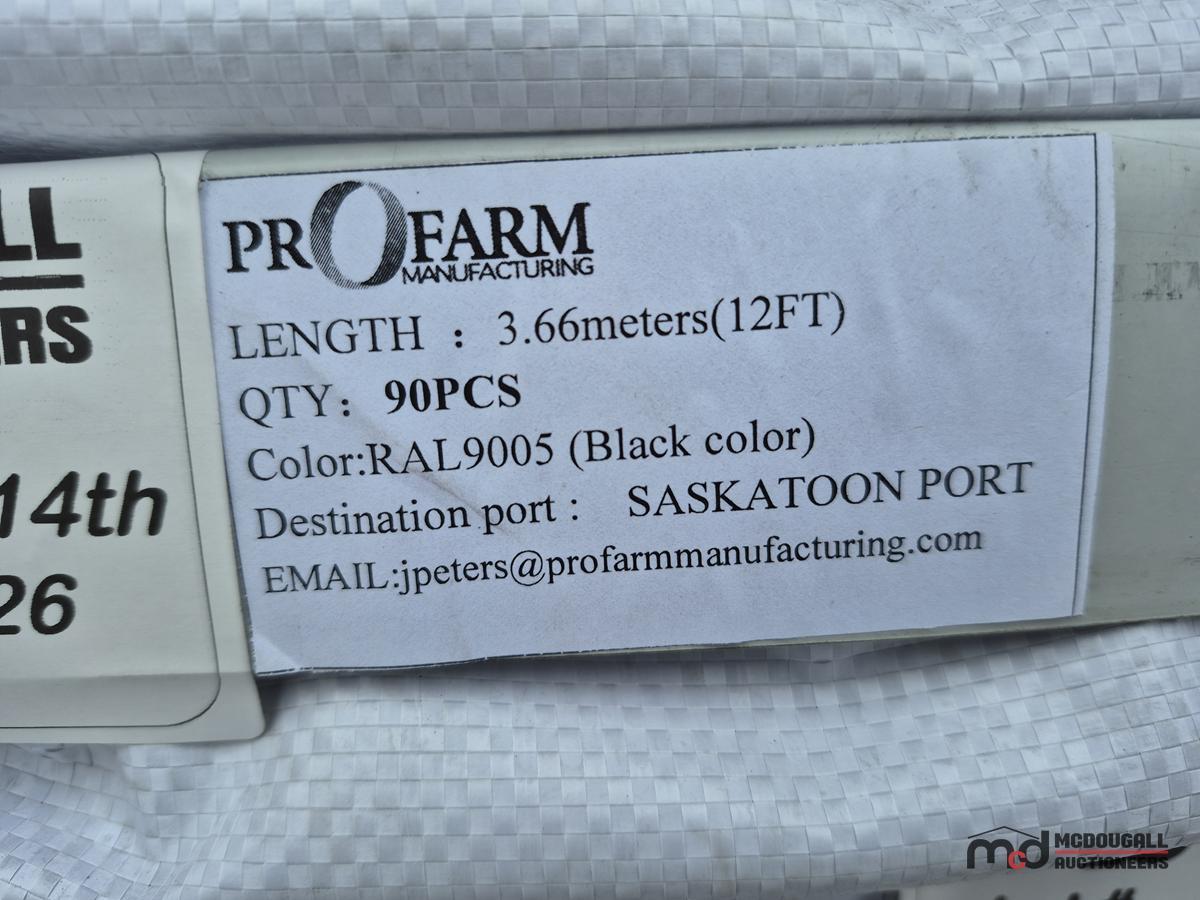 LL
RS
14th
26
PROFARM
MANUFACTURING
LENGTH : 3.66meters(12FT)
QTY: 90PCS
Color:RAL9005 (Black color)
Destination port : SASKATOON PORT
EMAIL:jpeters@profarmmanufacturing.com
mcd MCDOUGALL
AUCTIONEERS